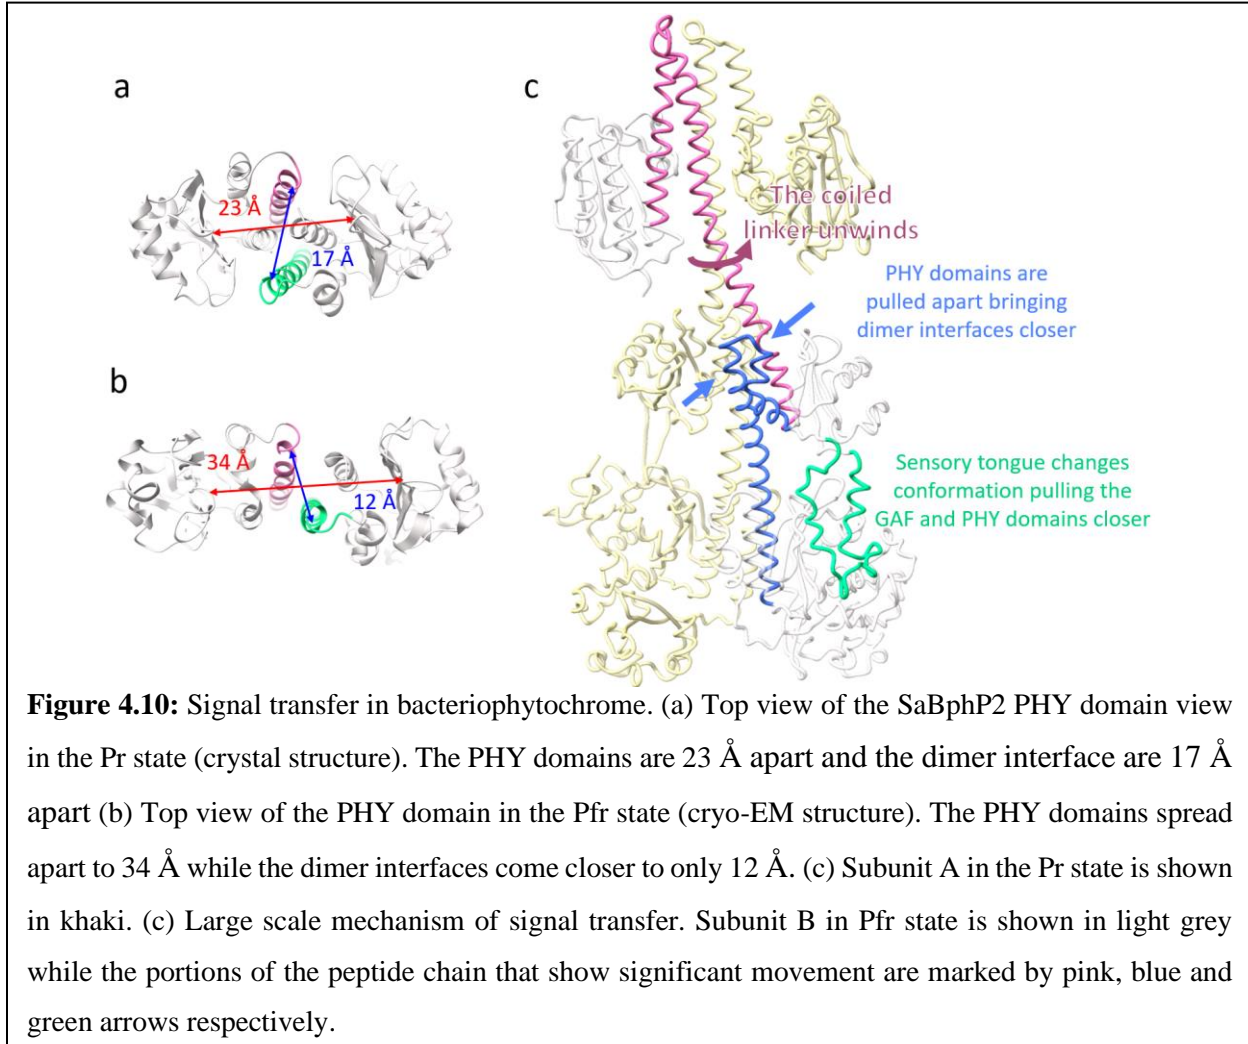 a
23 Å
17 Å
b
34 Å
12 Å
c
The coiled
linker unwinds
PHY domains are
pulled apart bringing
dimer interfaces closer
Sensory tongue changes
conformation pulling the
GAF and PHY domains closer
Figure 4.10: Signal transfer in bacteriophytochrome. (a) Top view of the SaBphP2 PHY domain view
in the Pr state (crystal structure). The PHY domains are 23 Å apart and the dimer interface are 17 Å
apart (b) Top view of the PHY domain in the Pfr state (cryo-EM structure). The PHY domains spread
apart to 34 Å while the dimer interfaces come closer to only 12 Å. (c) Subunit A in the Pr state is shown
in khaki. (c) Large scale mechanism of signal transfer. Subunit B in Pfr state is shown in light grey
while the portions of the peptide chain that show significant movement are marked by pink, blue and
green arrows respectively.